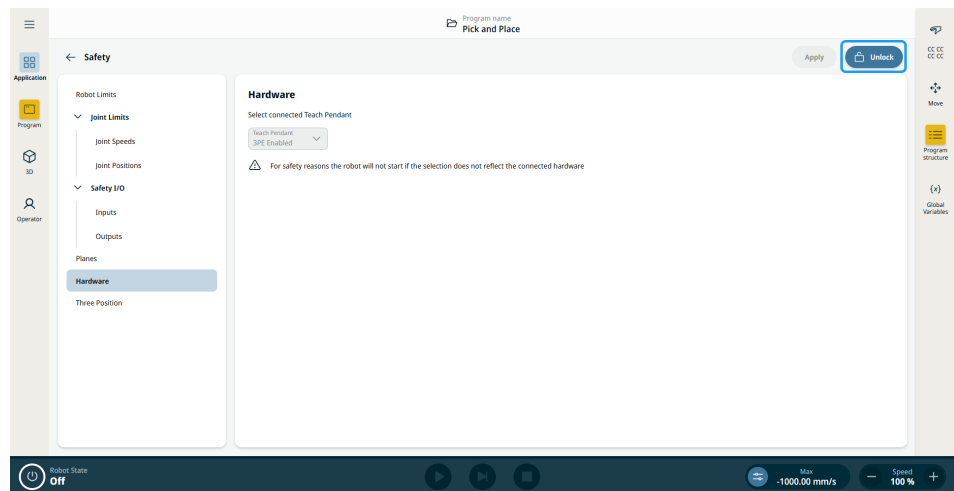 Program name
Pick and Place
Safety
Apply
Unlock
Application
Program
3D
Operator
Robot Limits
Joint Limits
Joint Speeds
Joint Positions
Safety I/O
Inputs
Outputs
Planes
Hardware
Three Position
Hardware
Select connected Teach Pendant
Teach Pendant
3PE Enabled
For safety reasons the robot will not start if the selection does not reflect the connected hardware
CC CC
CC CC
Move
Program
structure
{x}
Global
Variables
Robot State
Off
Max
-1000.00 mm/s
Speed
100 %